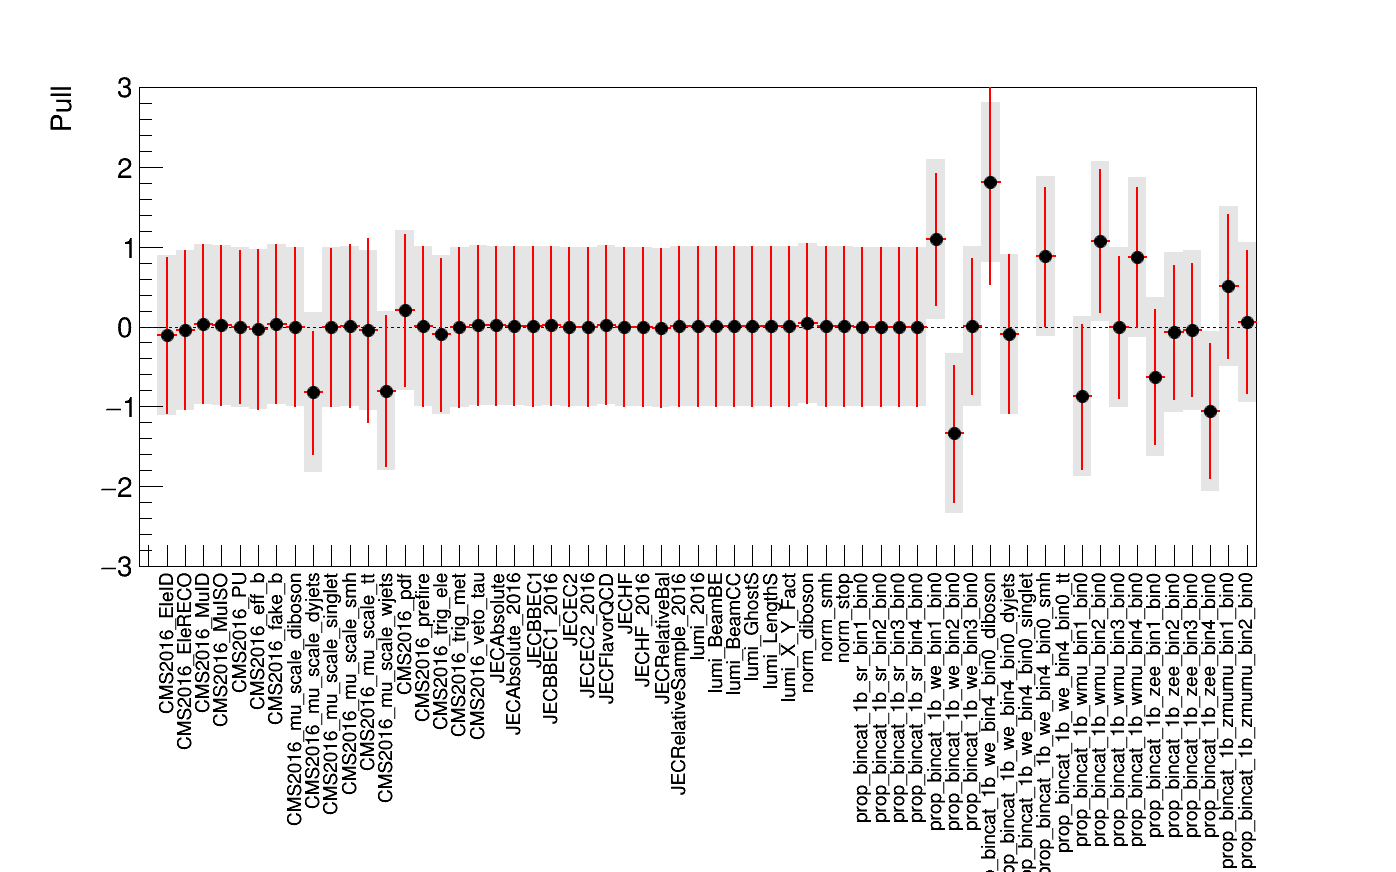 Pull
3
2
1
0
−1
−2
−3
CMS2016_EleID
CMS2016_EleRECO
CMS2016_MuID
CMS2016_MuISO
CMS2016_PU
CMS2016_eff_b
CMS2016_fake_b
CMS2016_mu_scale_diboson
CMS2016_mu_scale_dyjets
CMS2016_mu_scale_singlet
CMS2016_mu_scale_smh
CMS2016_mu_scale_tt
CMS2016_mu_scale_wjets
CMS2016_pdf
CMS2016_prefire
CMS2016_trig_ele
CMS2016_trig_met
CMS2016_veto_tau
JECAbsolute
JECAbsolute_2016
JECBBEC1
JECBBEC1_2016
JECEC2
JECEC2_2016
JECFlavorQCD
JECHF
JECHF_2016
JECRelativeBal
JECRelativeSample_2016
lumi_2016
lumi_BeamBE
lumi_BeamCC
lumi_GhostS
lumi_LengthS
lumi_X_Y_Fact
norm_diboson
norm_smh
norm_stop
prop_bincat_1b_sr_bin1_bin0
prop_bincat_1b_sr_bin2_bin0
prop_bincat_1b_sr_bin3_bin0
prop_bincat_1b_sr_bin4_bin0
prop_bincat_1b_we_bin1_bin0
prop_bincat_1b_we_bin2_bin0
prop_bincat_1b_we_bin3_bin0
p_bincat_1b_we_bin4_bin0_diboson
op_bincat_1b_we_bin4_bin0_dyjets
op_bincat_1b_we_bin4_bin0_singlet
prop_bincat_1b_we_bin4_bin0_smh
prop_bincat_1b_we_bin4_bin0_tt
prop_bincat_1b_wmu_bin1_bin0
prop_bincat_1b_wmu_bin2_bin0
prop_bincat_1b_wmu_bin3_bin0
prop_bincat_1b_wmu_bin4_bin0
prop_bincat_1b_zee_bin1_bin0
prop_bincat_1b_zee_bin2_bin0
prop_bincat_1b_zee_bin3_bin0
prop_bincat_1b_zee_bin4_bin0
prop_bincat_1b_zmumu_bin1_bin0
prop_bincat_1b_zmumu_bin2_bin0